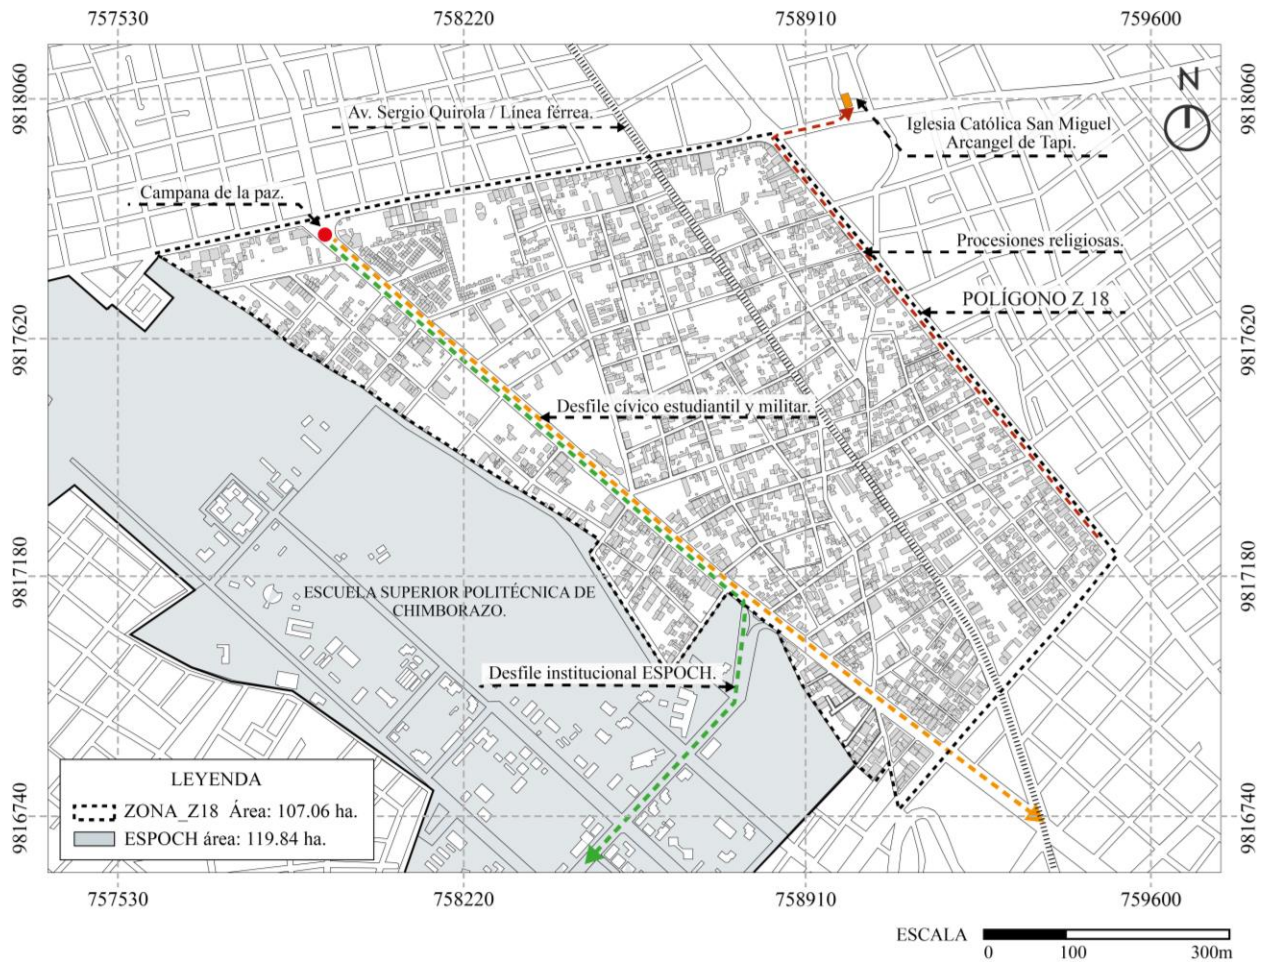 757530
758220
758910
759600
9818060
9818060
N
Av. Sergio Quirola / Línea férrea.
Iglesia Católica San Miguel
Arcangel de Tapi.
Campana de la paz.
Procesiones religiosas.
POLÍGONO Z 18
9817620
9817620
Desfile cívico estudiantil y militar.
9817180
9817180
ESCUELA SUPERIOR POLITÉCNICA DE
CHIMBORAZO.
Desfile institucional ESPOCH.
LEYENDA
ZONA_Z18 Área: 107.06 ha.
ESPOCH área: 119.84 ha.
9816740
9816740
757530
758220
758910
759600
ESCALA
0
100
300m